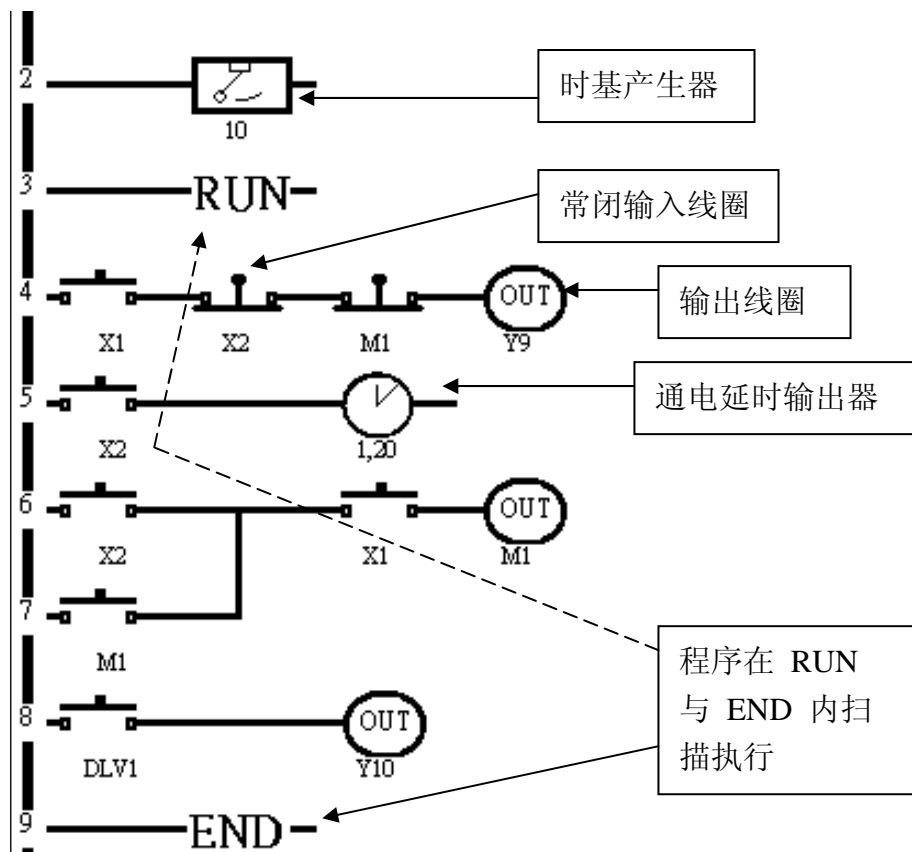 2
时基产生器
10
3
RUN
常闭输入线圈
4
OUT
输出线圈
X1
X2
M1
Y9
5
通电延时输出器
X2
1,20
6
OUT
X2
X1
M1
7
M1
程序在 RUN
与 END 内扫
描执行
8
OUT
DLV1
Y10
9
END